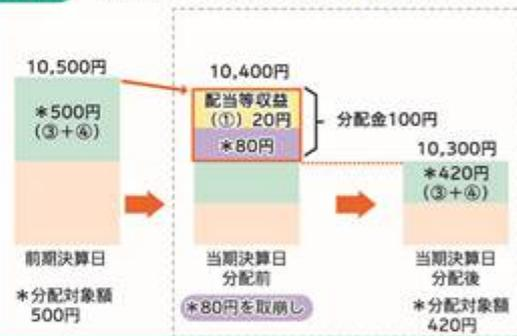 10,500円
*500円
(③+④)
前期決算日
*分配対象額
500円
10,400円
配当等収益
(①) 20円
*80円
分配金100円
当期決算日
分配前
*80円を取崩し
10,300円
*420円
(③+④)
当期決算日
分配後
*分配対象額
420円